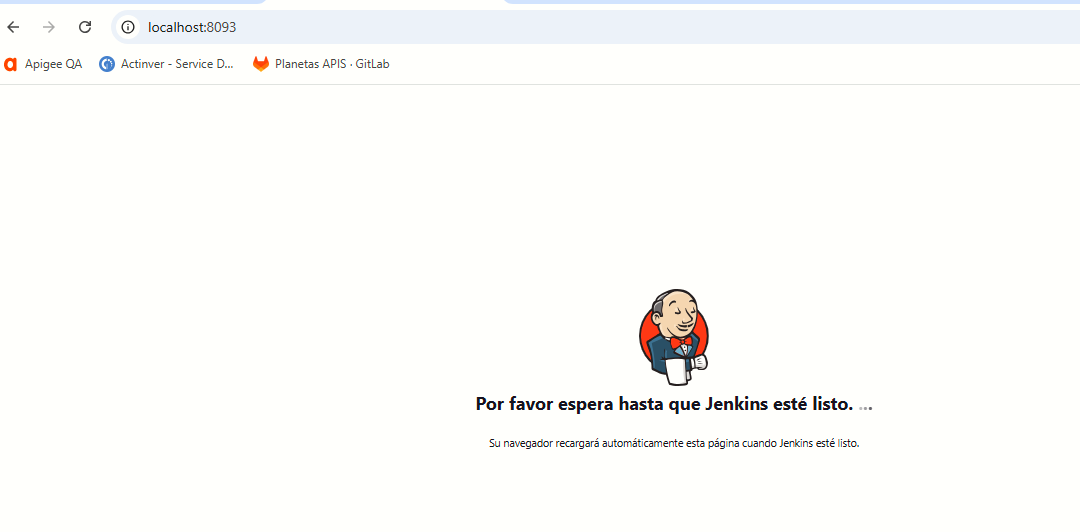 localhost:8093
Apigee QA Actinver - Service D... Planetas APIS · GitLab
Por favor espera hasta que Jenkins esté listo. ...
Su navegador recargará automáticamente esta página cuando Jenkins esté listo.